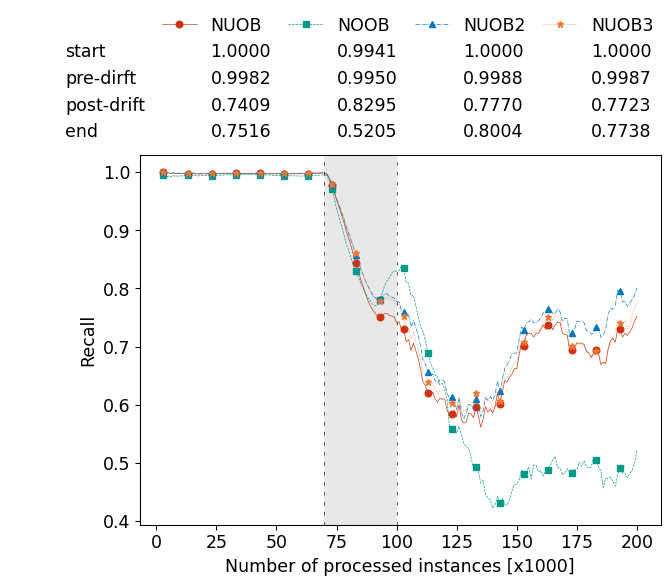 NUOB NOOB NUOB2 NUOB3
start 1.0000 0.9941 1.0000 1.0000
pre-dirft 0.9982 0.9950 0.9988 0.9987
post-drift 0.7409 0.8295 0.7770 0.7723
end 0.7516 0.5205 0.8004 0.7738
1.0
0.9
0.8
0.7
0.6
0.5
0.4
Recall
0 25 50 75 100 125 150 175 200
Number of processed instances [x1000]